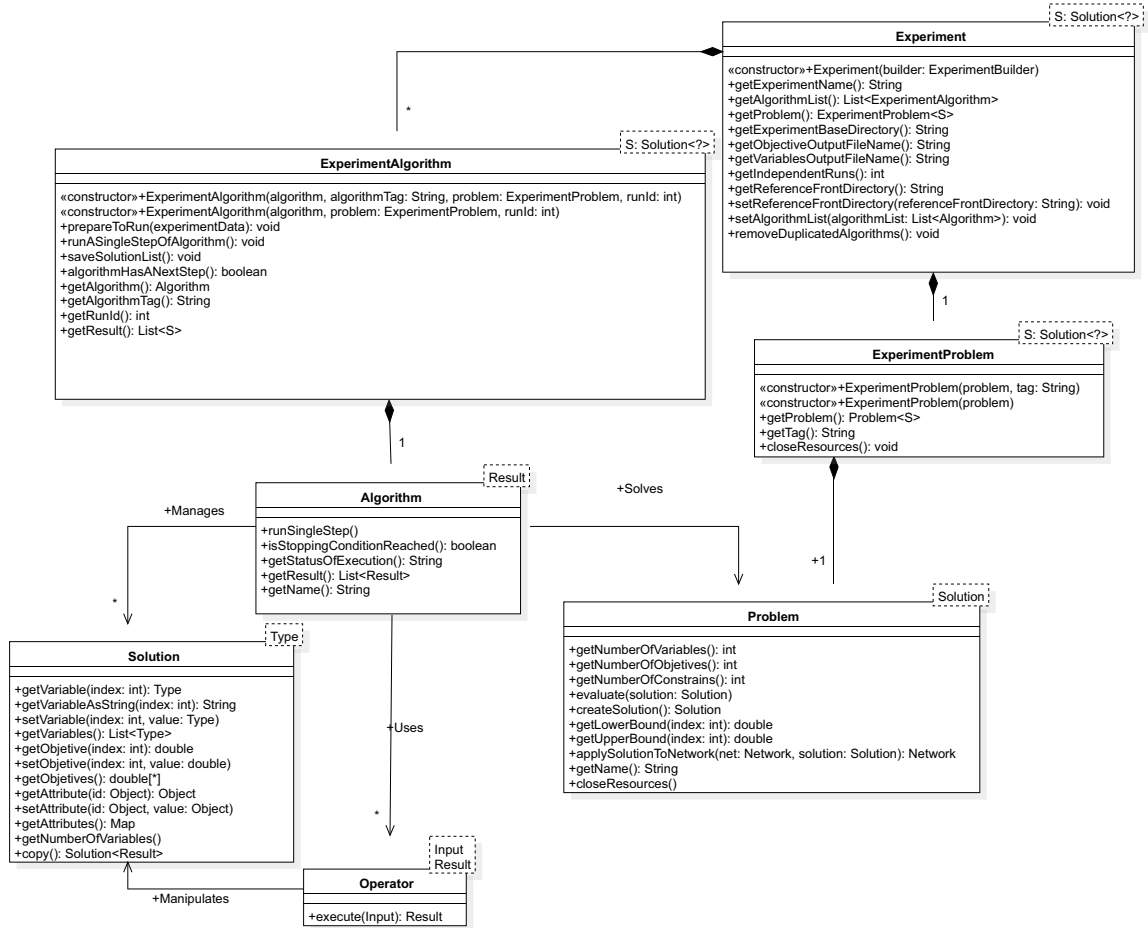 S: Solution<?>
Experiment
«constructor»+Experiment(builder: ExperimentBuilder)
+getExperimentName(): String
+getAlgorithmList(): List<ExperimentAlgorithm>
+getProblem(): ExperimentProblem<S>
+getExperimentBaseDirectory(): String
+getObjectiveOutputFileName(): String
+getVariablesOutputFileName(): String
+getIndependentRuns(): int
+getReferenceFrontDirectory(): String
+setReferenceFrontDirectory(referenceFrontDirectory: String): void
+setAlgorithmList(algorithmList: List<Algorithm>): void
+removeDuplicatedAlgorithms(): void
*
S: Solution<?>
ExperimentAlgorithm
«constructor»+ExperimentAlgorithm(algorithm, algorithmTag: String, problem: ExperimentProblem, runId: int)
«constructor»+ExperimentAlgorithm(algorithm, problem: ExperimentProblem, runId: int)
+prepareToRun(experimentData): void
+runASingleStepOfAlgorithm(): void
+saveSolutionList(): void
+algorithmHasANextStep(): boolean
+getAlgorithm(): Algorithm
+getAlgorithmTag(): String
+getRunId(): int
+getResult(): List<S>
1
S: Solution<?>
ExperimentProblem
«constructor»+ExperimentProblem(problem, tag: String)
«constructor»+ExperimentProblem(problem)
+getProblem(): Problem<S>
+getTag(): String
+closeResources(): void
1
Result
Algorithm
+runSingleStep()
+isStoppingConditionReached(): boolean
+getStatusOfExecution(): String
+getResult(): List<Result>
+getName(): String
+Manages
*
+Solves
+1
Solution
Problem
+getNumberOfVariables(): int
+getNumberOfObjetives(): int
+getNumberOfConstrains(): int
+evaluate(solution: Solution)
+createSolution(): Solution
+getLowerBound(index: int): double
+getUpperBound(index: int): double
+applySolutionToNetwork(net: Network, solution: Solution): Network
+getName(): String
+closeResources()
Type
Solution
+getVariable(index: int): Type
+getVariableAsString(index: int): String
+setVariable(index: int, value: Type)
+getVariables(): List<Type>
+getObjetive(index: int): double
+setObjetive(index: int, value: double)
+getObjetives(): double[*]
+getAttribute(id: Object): Object
+setAttribute(id: Object, value: Object)
+getAttributes(): Map
+getNumberOfVariables()
+copy(): Solution<Result>
+Uses
*
Input
Result
Operator
+execute(Input): Result
+Manipulates